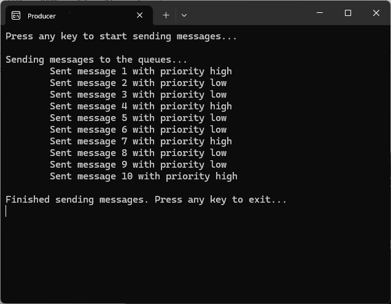 Producer
Press any key to start sending messages...
Sending messages to the queues...
Sent message 1 with priority high
Sent message 2 with priority low
Sent message 3 with priority low
Sent message 4 with priority high
Sent message 5 with priority low
Sent message 6 with priority low
Sent message 7 with priority high
Sent message 8 with priority low
Sent message 9 with priority low
Sent message 10 with priority high
Finished sending messages. Press any key to exit...